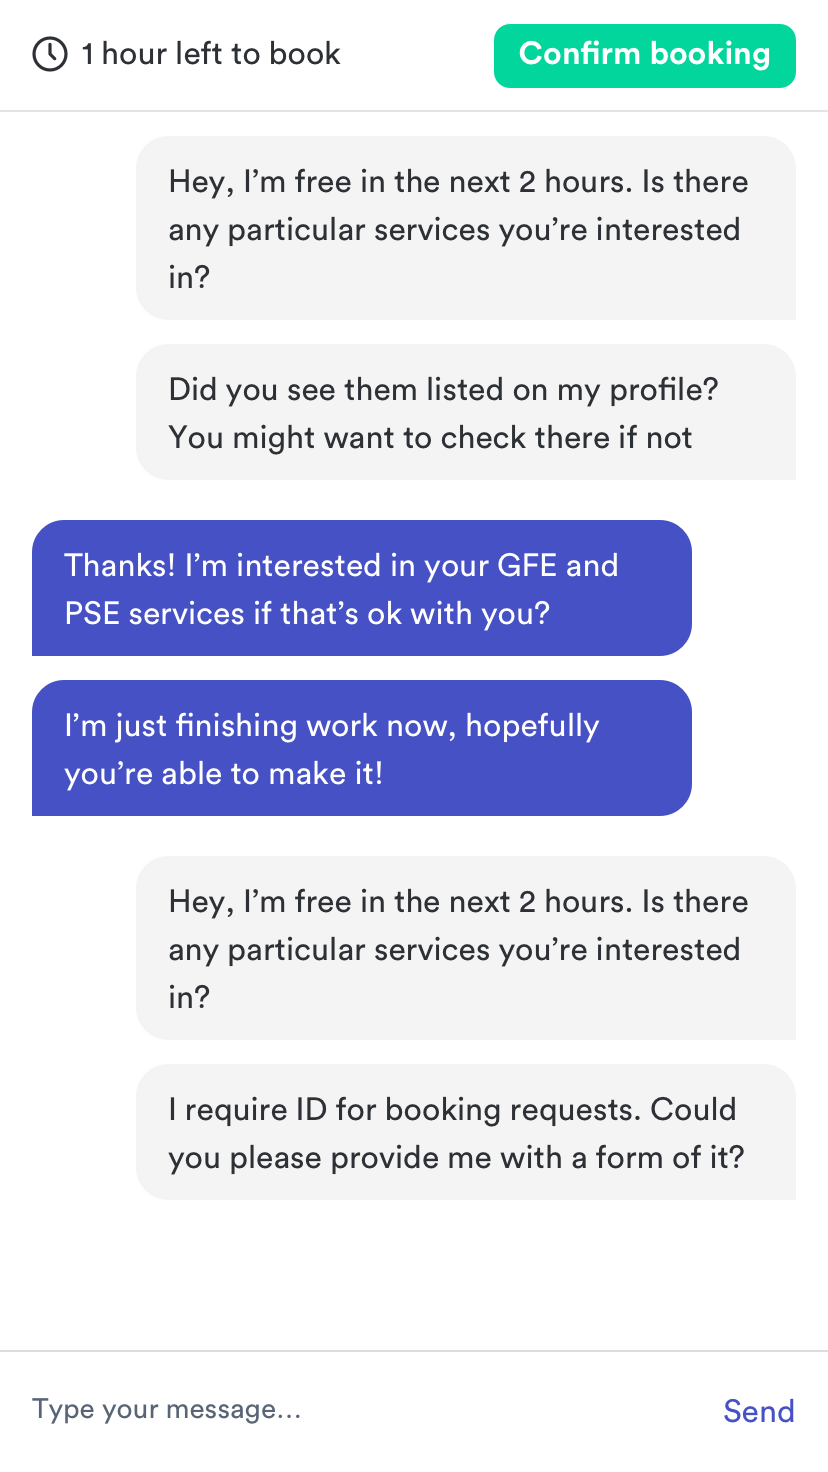 1 hour left to book
Confirm booking
Hey, I’m free in the next 2 hours. Is there
any particular services you’re interested
in?
Did you see them listed on my profile?
You might want to check there if not
Thanks! I’m interested in your GFE and
PSE services if that’s ok with you?
I’m just finishing work now, hopefully
you’re able to make it!
Hey, I’m free in the next 2 hours. Is there
any particular services you’re interested
in?
I require ID for booking requests. Could
you please provide me with a form of it?
Type your message...
Send